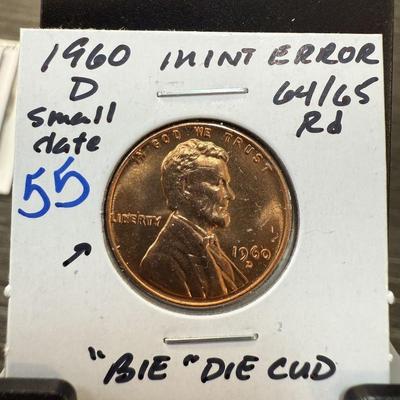 1960 MINT ERROR
D 64/65
small Rd
date
55
IN GOD WE TRUST
LIBERTY
1960
D
"BIE" DIE CUD